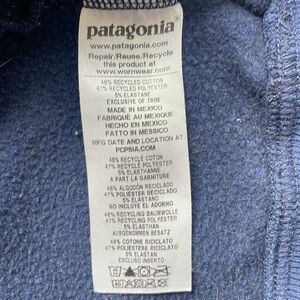 patagonia®
www.patagonia.com
Repair/Reuse/Recycle
this product at
www.wornwear.com
48% RECYCLED COTTON
47% RECYCLED POLYESTER
5% ELASTANE
EXCLUSIVE OF TRIM
MADE IN MEXICO
FABRIQUÉ AU MEXIQUE
HECHO EN MEXICO
FATTO IN MESSICO
MFG DATE AND LOCATION AT
PCPSIA.COM
48% RECYCLÉ COTON
47% RECYCLÉ POLYESTER
5% ELASTHANNE
A PART LA GARNITURE
48% ALGODÓN RECICLADO
47% POLIÉSTER RECICLADO
5% ELASTANO
NO INCLUYE EL ADORNO
48% RECYCLING BAUMWOLLE
47% RECYCLING POLYESTER
5% ELASTHAN
AUSGENOMMEN BESATZ
48% COTONE RICICLATO
47% POLIESTERE RICICLATO
5% ELASTAN
ESCLUSO INSERTO